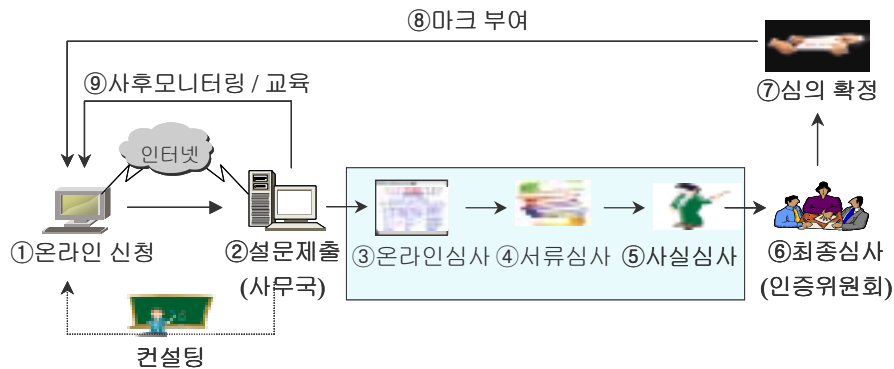 ⑧마크 부여
⑨사후모니터링 / 교육
⑦심의 확정
인터넷
①온라인 신청
②설문제출
(사무국)
③온라인심사
④서류심사
⑤사실심사
⑥최종심사
(인증위원회)
컨설팅